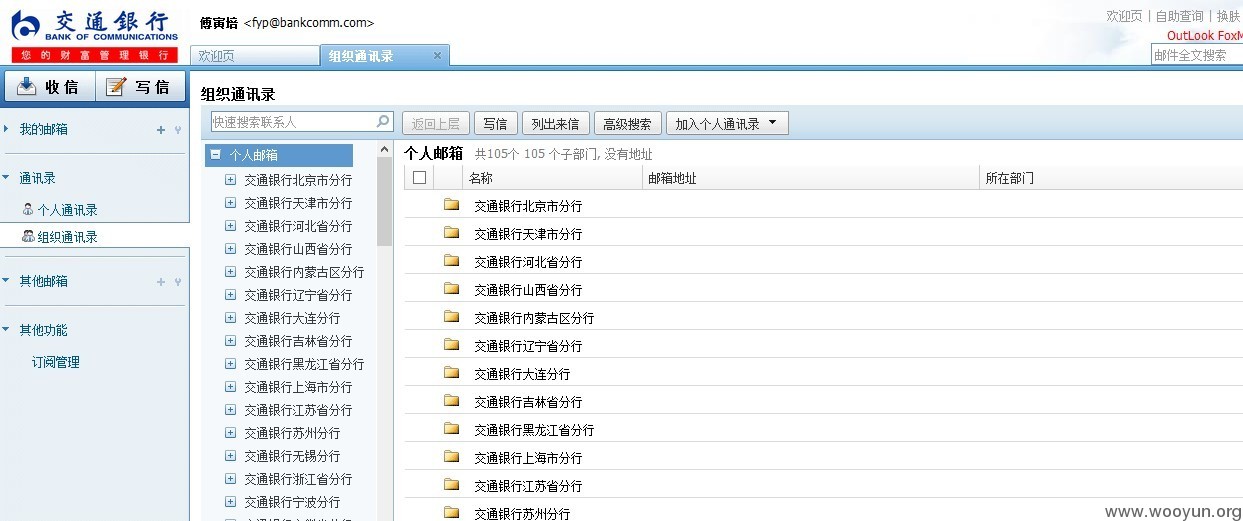 交通銀行
BANK OF COMMUNICATIONS
您的财富管理银行
傅寅培 <fyp@bankcomm.com>
欢迎页 | 自助查询 | 换肤
OutLook FoxM
欢迎页
组织通讯录 ×
邮件全文搜索
收信 写信
组织通讯录
我的邮箱
通讯录
个人通讯录
组织通讯录
其他邮箱
其他功能
订阅管理
快速搜索联系人
返回上层 写信 列出来信 高级搜索 加入个人通讯录
个人邮箱
交通银行北京市分行
交通银行天津市分行
交通银行河北省分行
交通银行山西省分行
交通银行内蒙古区分行
交通银行辽宁省分行
交通银行大连分行
交通银行吉林省分行
交通银行黑龙江省分行
交通银行上海市分行
交通银行江苏省分行
交通银行苏州分行
交通银行无锡分行
交通银行浙江省分行
交通银行宁波分行
个人邮箱 共105个 105 个子部门, 没有地址
名称 邮箱地址 所在部门
交通银行北京市分行
交通银行天津市分行
交通银行河北省分行
交通银行山西省分行
交通银行内蒙古区分行
交通银行辽宁省分行
交通银行大连分行
交通银行吉林省分行
交通银行黑龙江省分行
交通银行上海市分行
交通银行江苏省分行
交通银行苏州分行
www.wooyun.org